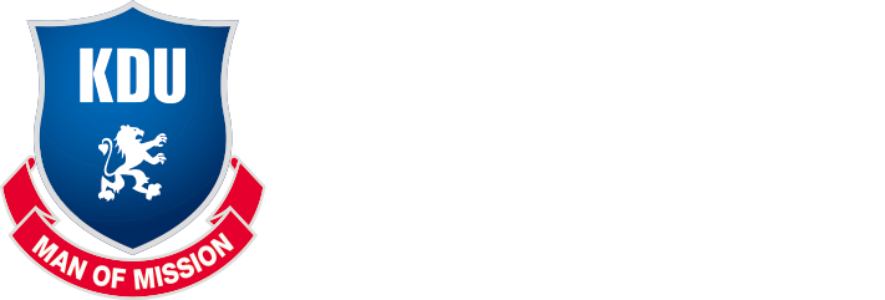 KDU
MAN OF MISSION